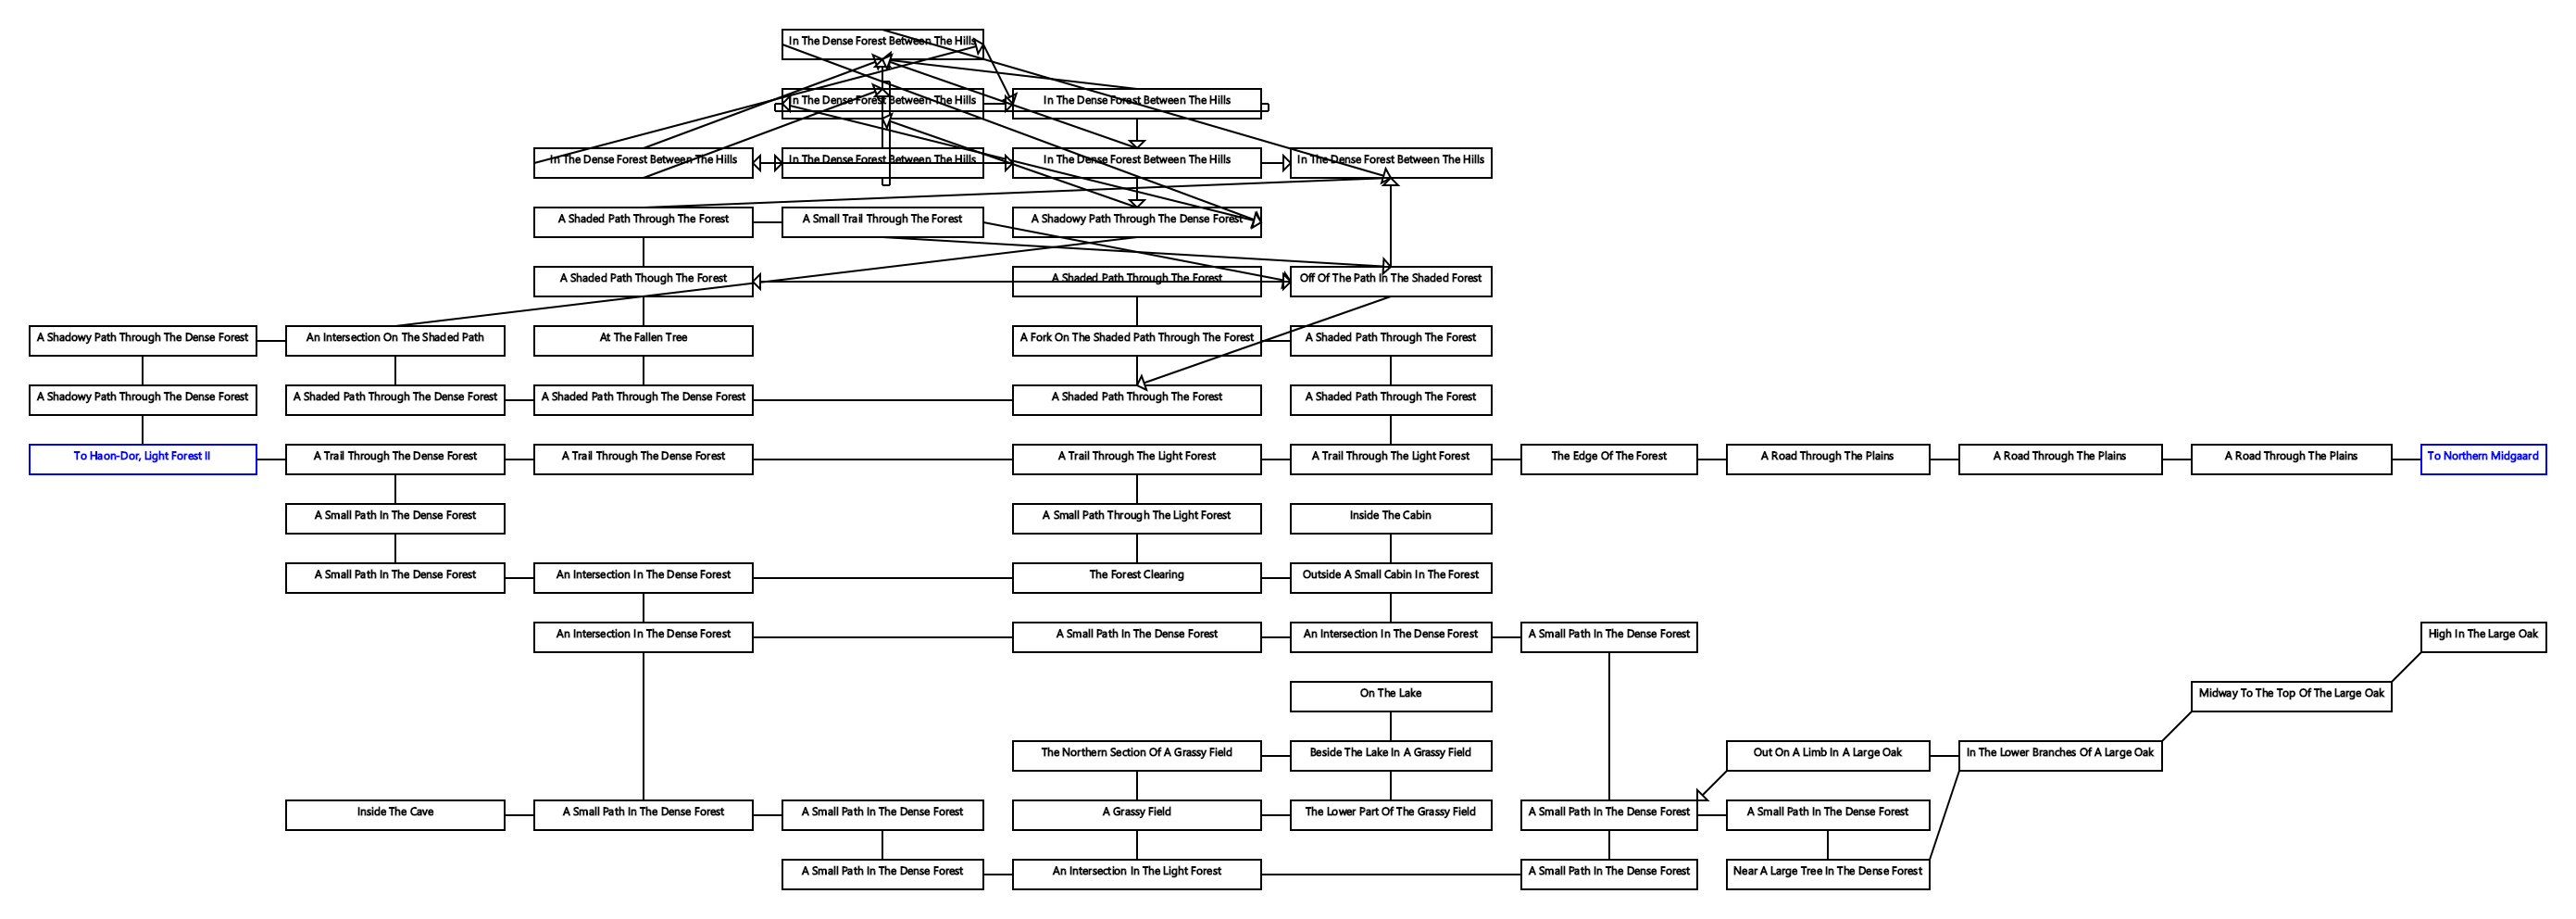 In The Dense Forest Between The Hills
In The Dense Forest Between The Hills
In The Dense Forest Between The Hills
In The Dense Forest Between The Hills
In The Dense Forest Between The Hills
In The Dense Forest Between The Hills
In The Dense Forest Between The Hills
A Shaded Path Through The Forest
A Small Trail Through The Forest
A Shadowy Path Through The Dense Forest
A Shaded Path Though The Forest
A Shaded Path Through The Forest
Off Of The Path In The Shaded Forest
A Shadowy Path Through The Dense Forest
An Intersection On The Shaded Path
At The Fallen Tree
A Fork On The Shaded Path Through The Forest
A Shaded Path Through The Forest
A Shadowy Path Through The Dense Forest
A Shaded Path Through The Dense Forest
A Shaded Path Through The Dense Forest
A Shaded Path Through The Forest
A Shaded Path Through The Forest
To Haon-Dor, Light Forest II
A Trail Through The Dense Forest
A Trail Through The Dense Forest
A Trail Through The Light Forest
A Trail Through The Light Forest
The Edge Of The Forest
A Road Through The Plains
A Road Through The Plains
A Road Through The Plains
To Northern Midgaard
A Small Path In The Dense Forest
A Small Path Through The Light Forest
Inside The Cabin
A Small Path In The Dense Forest
An Intersection In The Dense Forest
The Forest Clearing
Outside A Small Cabin In The Forest
An Intersection In The Dense Forest
A Small Path In The Dense Forest
An Intersection In The Dense Forest
A Small Path In The Dense Forest
High In The Large Oak
On The Lake
Midway To The Top Of The Large Oak
The Northern Section Of A Grassy Field
Beside The Lake In A Grassy Field
Out On A Limb In A Large Oak
In The Lower Branches Of A Large Oak
Inside The Cave
A Small Path In The Dense Forest
A Small Path In The Dense Forest
A Grassy Field
The Lower Part Of The Grassy Field
A Small Path In The Dense Forest
A Small Path In The Dense Forest
A Small Path In The Dense Forest
An Intersection In The Light Forest
A Small Path In The Dense Forest
Near A Large Tree In The Dense Forest